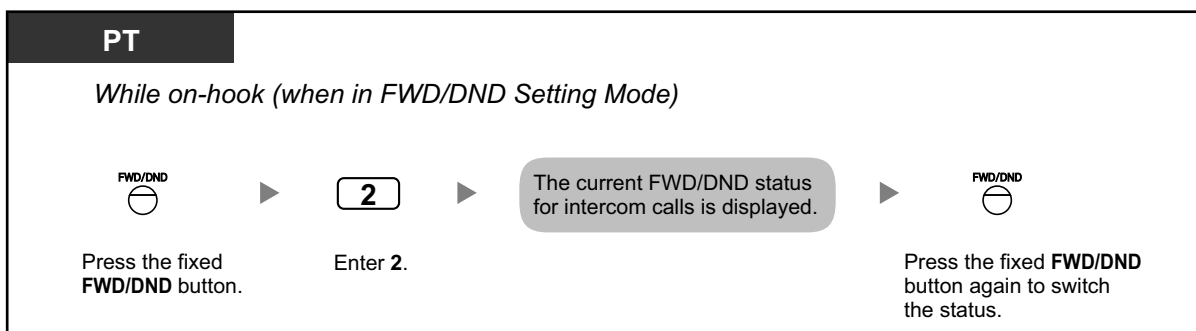 PT
While on-hook (when in FWD/DND Setting Mode)
FWD/DND
2
The current FWD/DND status
for intercom calls is displayed.
FWD/DND
Press the fixed
FWD/DND button.
Enter 2.
Press the fixed FWD/DND
button again to switch
the status.